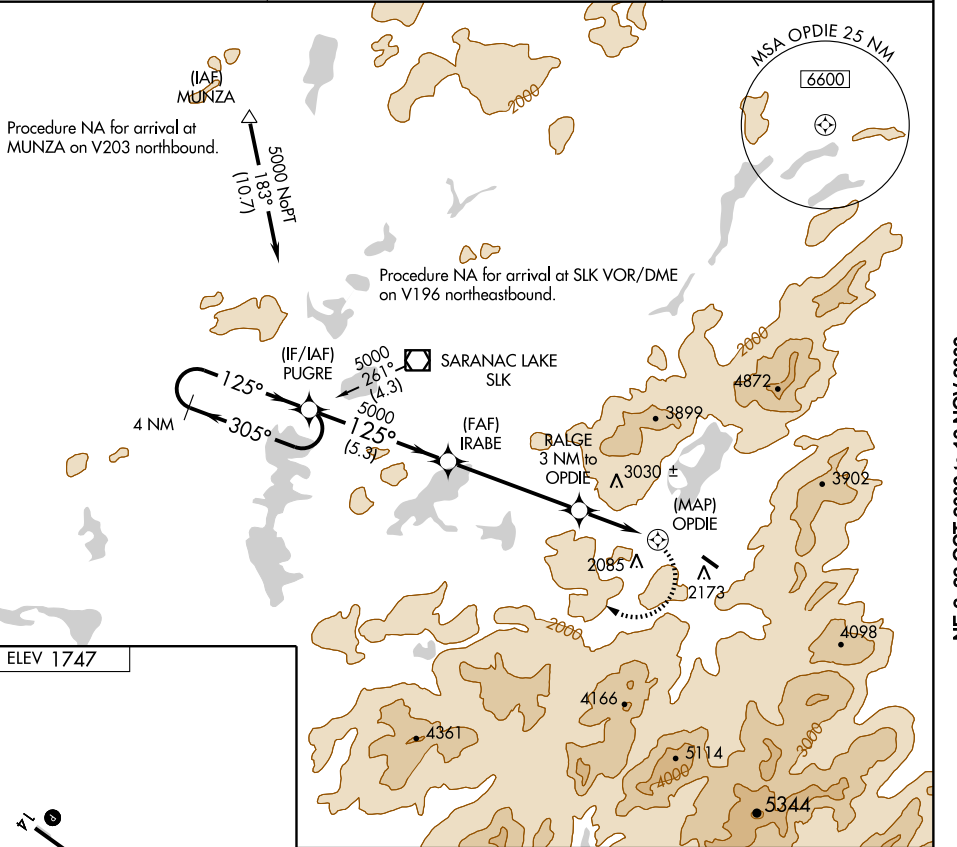 MSA OPDIE 25 NM
6600
(IAF)
MUNZA
2000
Procedure NA for arrival at
MUNZA on V203 northbound.
5000 NoPT
183°
(10.7)
Procedure NA for arrival at SLK VOR/DME
on V196 northeastbound.
2000
(IF/IAF)
PUGRE
5000
261°
(4.3)
SARANAC LAKE
SLK
125°
4872
4 NM
305°
5000
125°
(5.3)
(FAF)
IRABE
3899
RALGE
3 NM to
OPDIE
3030 ±
3902
(MAP)
OPDIE
2085
2173
2000
4098
ELEV 1747
4166
4361
3000
5114
4000
5344
14
P